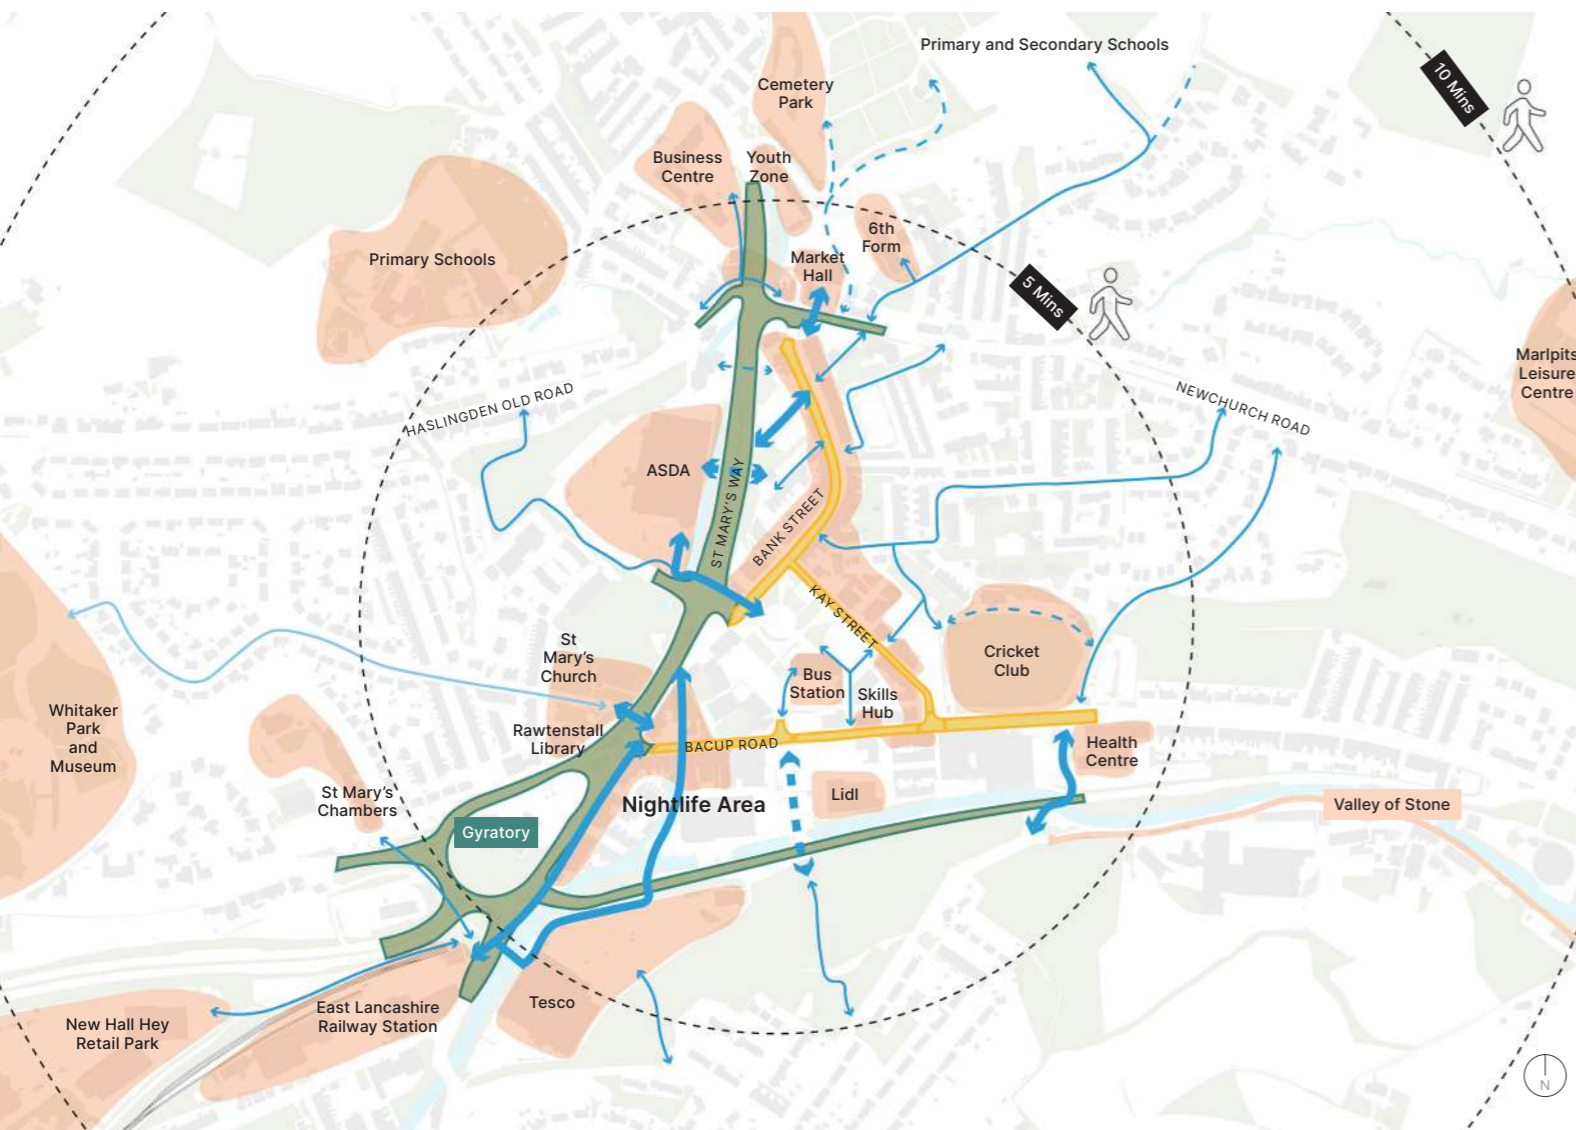 Primary and Secondary Schools
10 Mins
Cemetery
Park
Business
Centre
Youth
Zone
6th
Form
Primary Schools
Market
Hall
5 Mins
Marlpits
Leisure
Centre
HASLINGDEN OLD ROAD
NEWCHURCH ROAD
ASDA
ST MARY'S WAY
BANK STREET
KAY STREET
St
Mary's
Church
Cricket
Club
Bus
Station
Skills
Hub
Whitaker
Park
and
Museum
Rawtenstall
Library
BACUP ROAD
Health
Centre
St Mary's
Chambers
Nightlife Area
Lidl
Valley of Stone
Gyratory
East Lancashire
Railway Station
Tesco
New Hall Hey
Retail Park
N